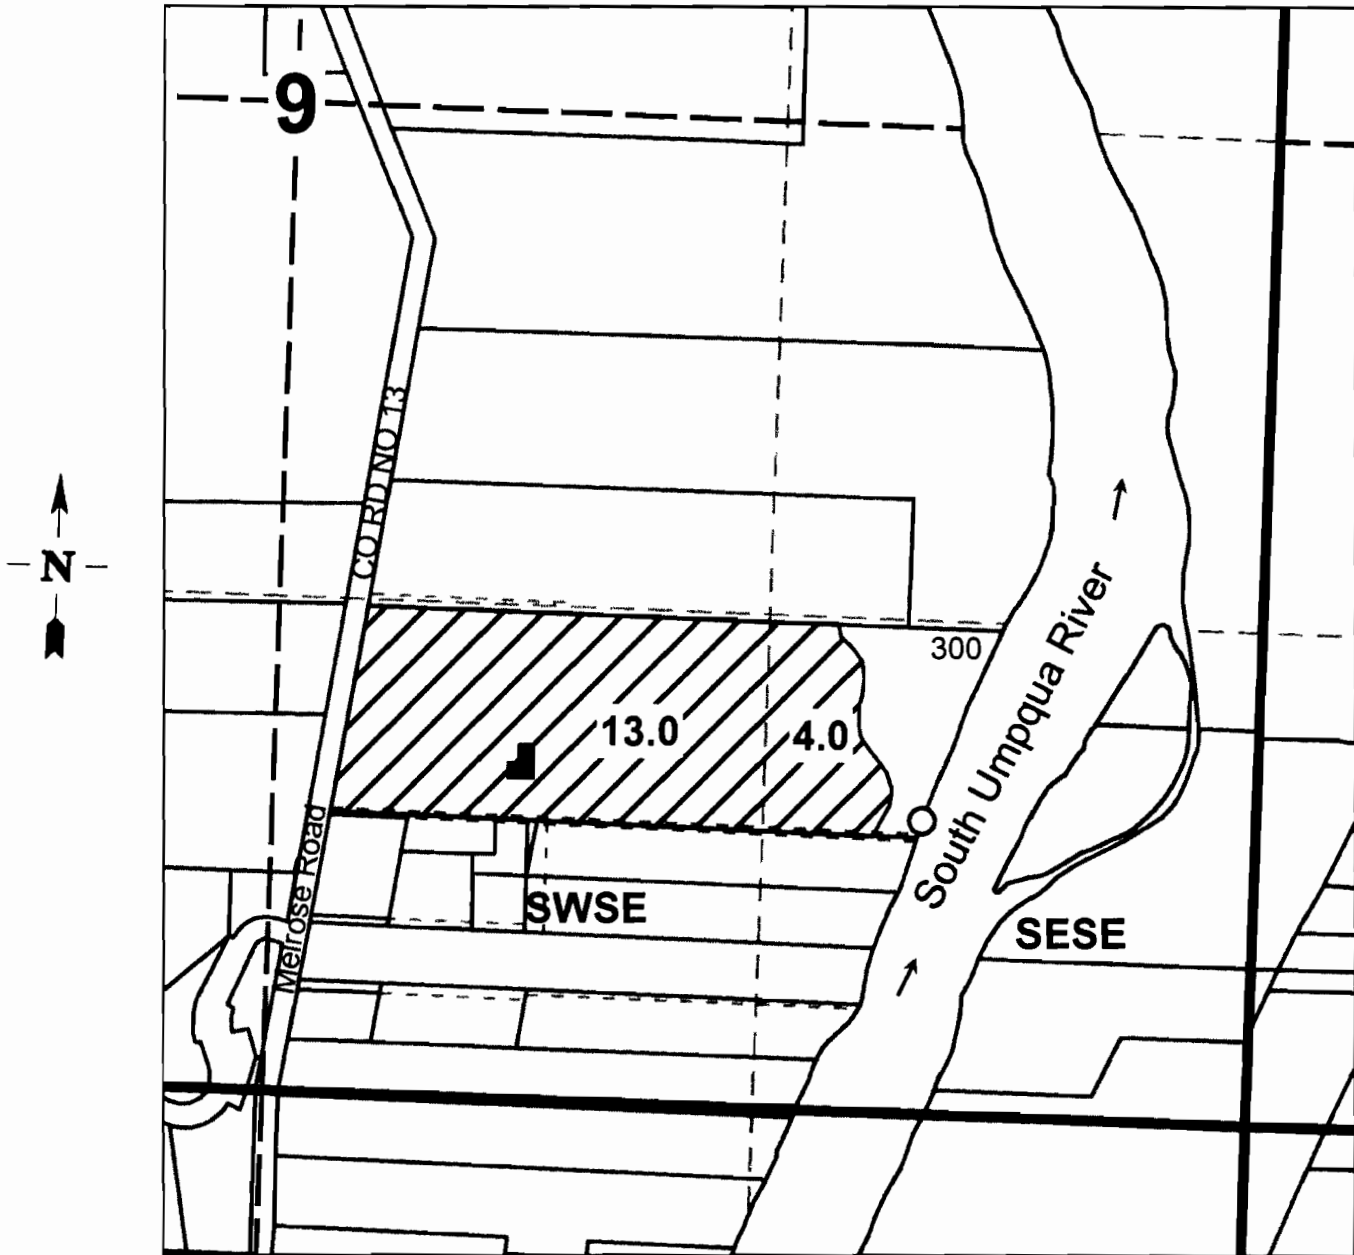 9
CO RD NO 13
N
300
South Umpqua River
13.0
4.0
Melrose Road
SWSE
SESE